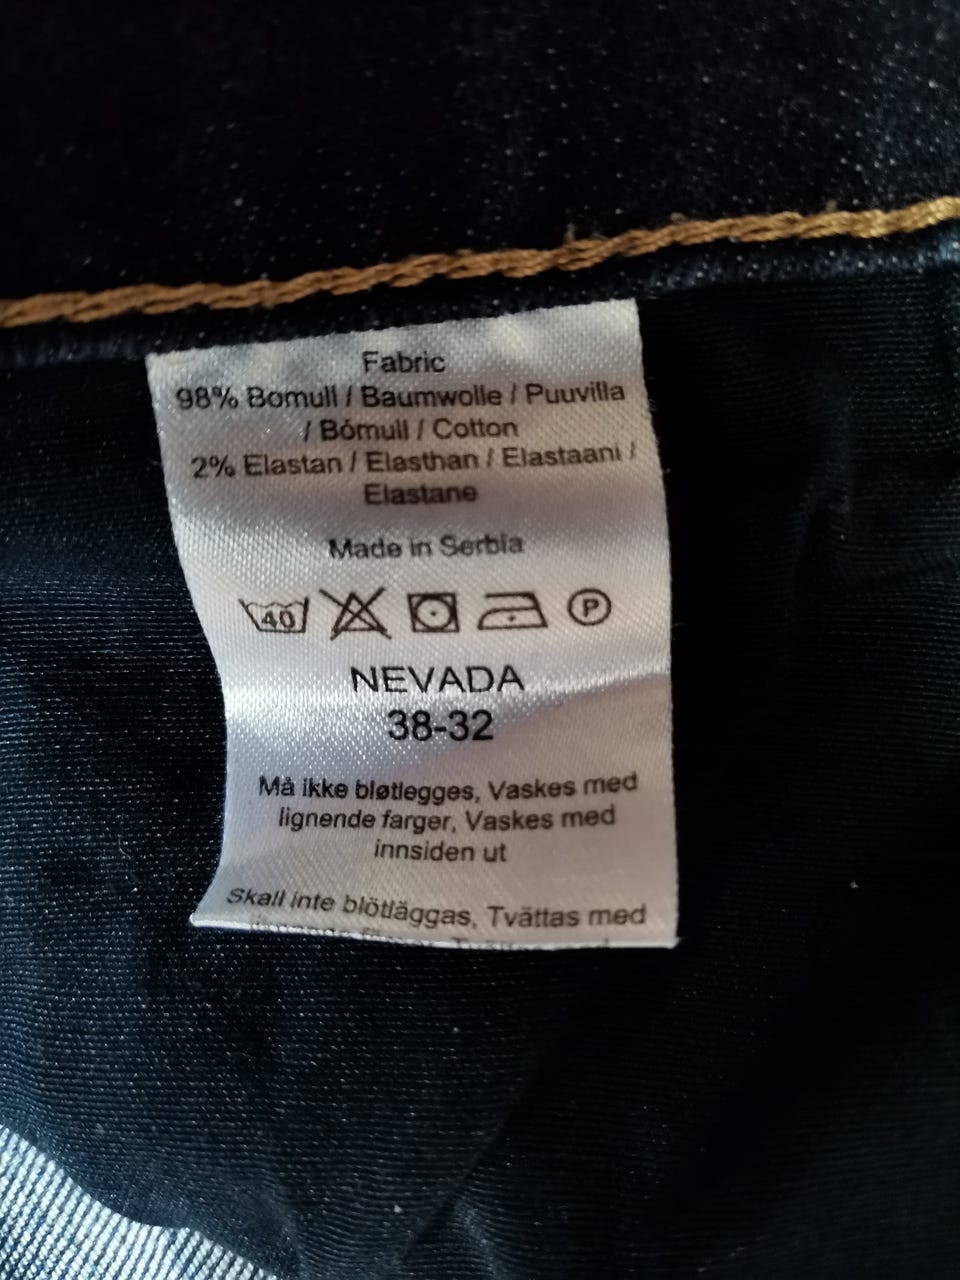 Fabric
98% Bomull / Baumwolle / Puuvilla
/ Bómull / Cotton
2% Elastan / Elasthan / Elastaani /
Elastane
Made in Serbia
40 P
NEVADA
38-32
Må ikke bløtlegges, Vaskes med
lignende farger, Vaskes med
innsiden ut
Skall inte blötläggas, Tvättas med